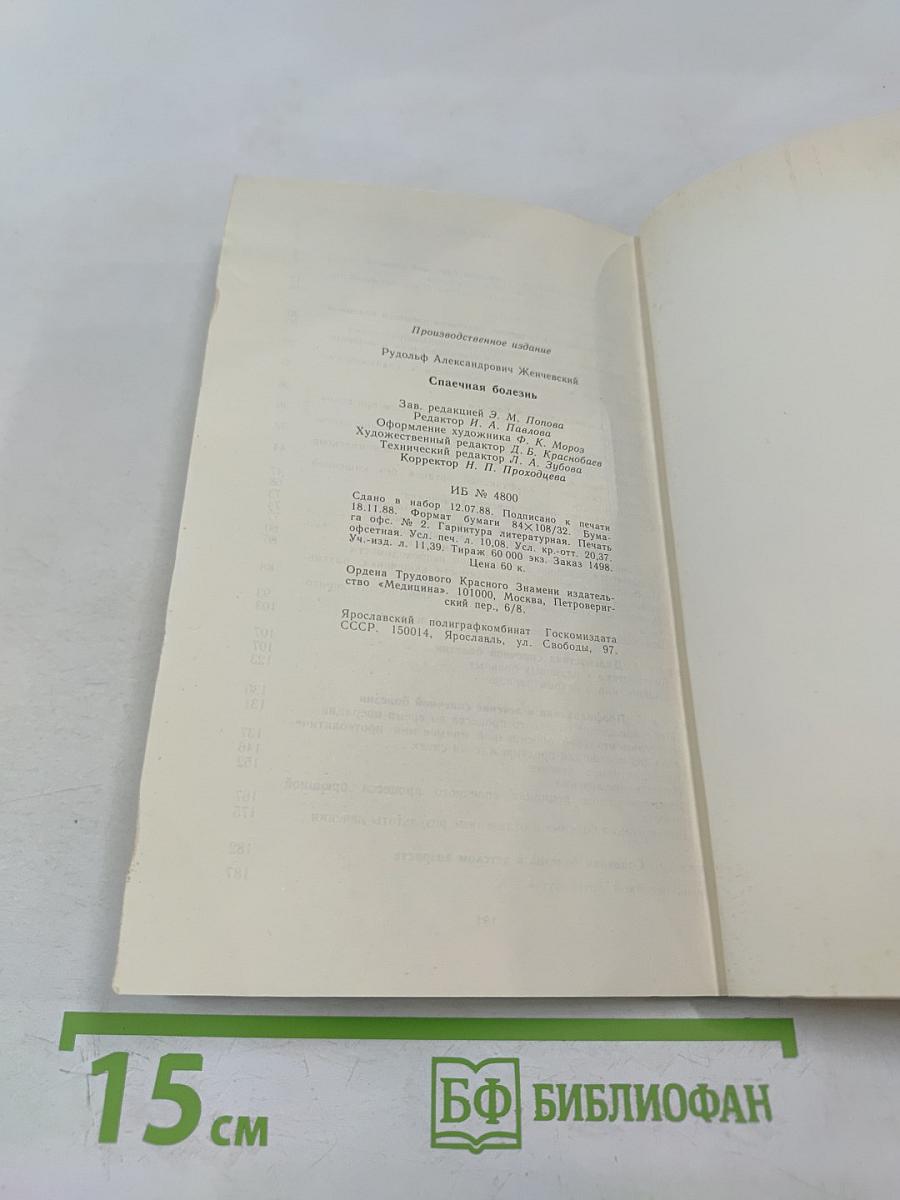 Производственное издание
Рудольф Александрович Женчевский
Спаечная болезнь
Зав. редакцией Э. М. Попова
Редактор И. А. Павлова
Оформление художника Ф. К. Мороз
Художественный редактор Д. Б. Краснобаев
Технический редактор Л. А. Зубова
Корректор Н. П. Проходцева
ИБ № 4800
Сдано в набор 12.07.88. Подписано к печати
18.11.88. Формат бумаги 84×108/32. Бума-
га офс. № 2. Гарнитура литературная. Печать
офсетная. Усл. печ. л. 10,08. Усл. кр.-отт. 20,37.
Уч.-изд. л. 11,39. Тираж 60 000 экз. Заказ 1498.
Цена 60 к.
Ордена Трудового Красного Знамени издатель-
ство «Медицина». 101000, Москва, Петровериг-
ский пер., 6/8.
Ярославский полиграфкомбинат Госкомиздата
СССР. 150014, Ярославль, ул. Свободы, 97.
15 см
БФ БИБЛИОФАН